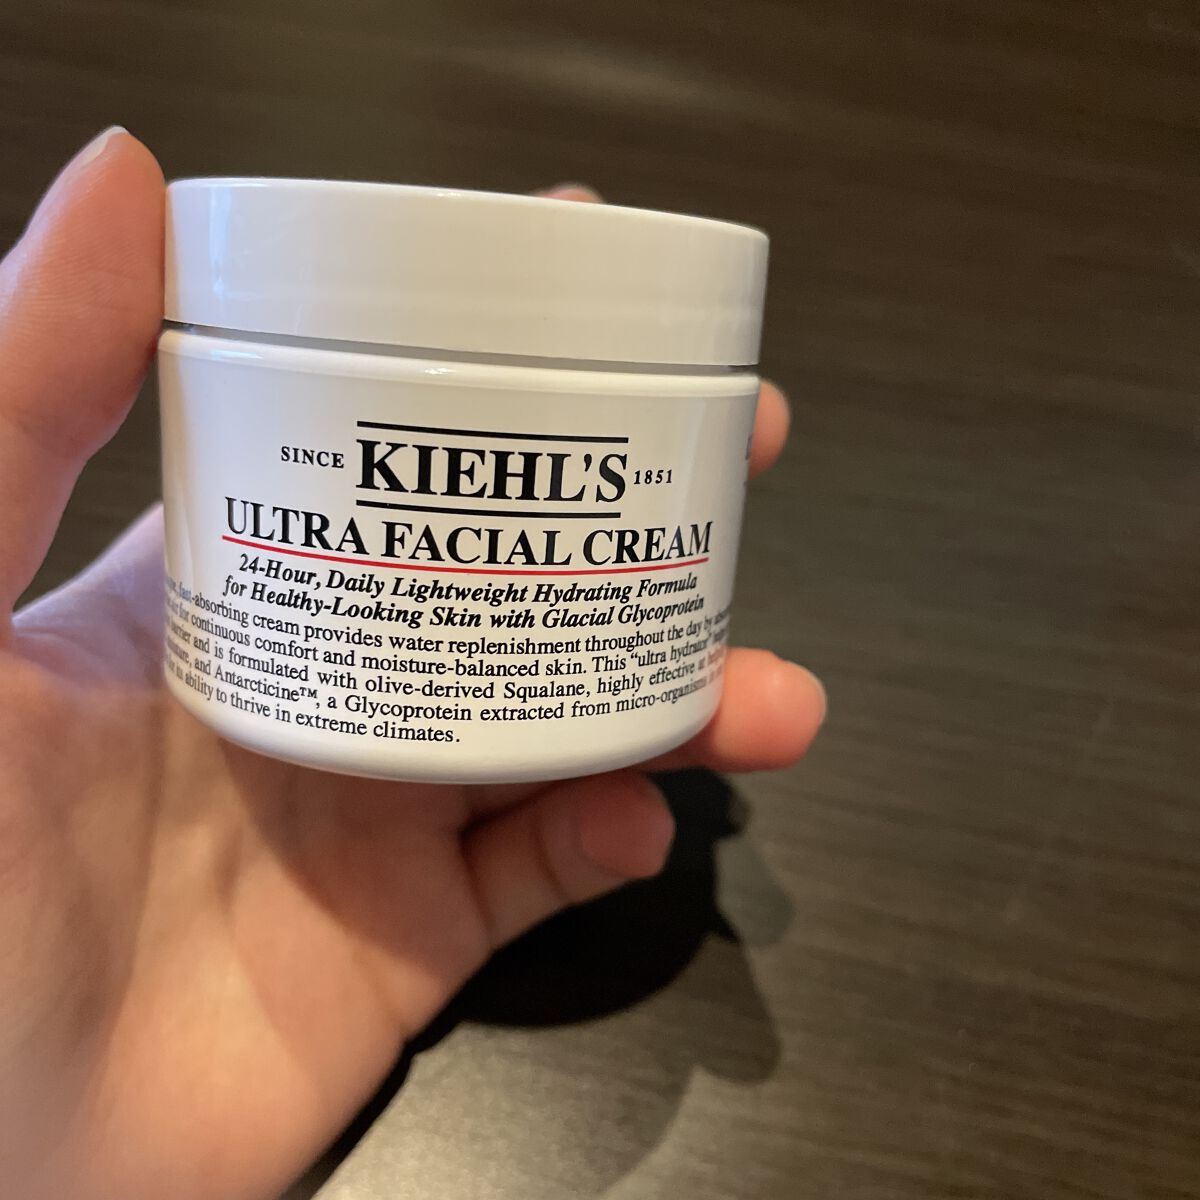 SINCE KIEHL'S 1851
ULTRA FACIAL CREAM
24-Hour, Daily Lightweight Hydrating Formula
for Healthy-Looking Skin with Glacial Glycoprotein
fast-absorbing cream provides water replenishment throughout the day by
for continuous comfort and moisture-balanced skin. This "ultra
barrier and is formulated with olive-derived Squalane, highly effective at
and Antarcticine™, a Glycoprotein extracted from micro-organisms
ability to thrive in extreme climates.